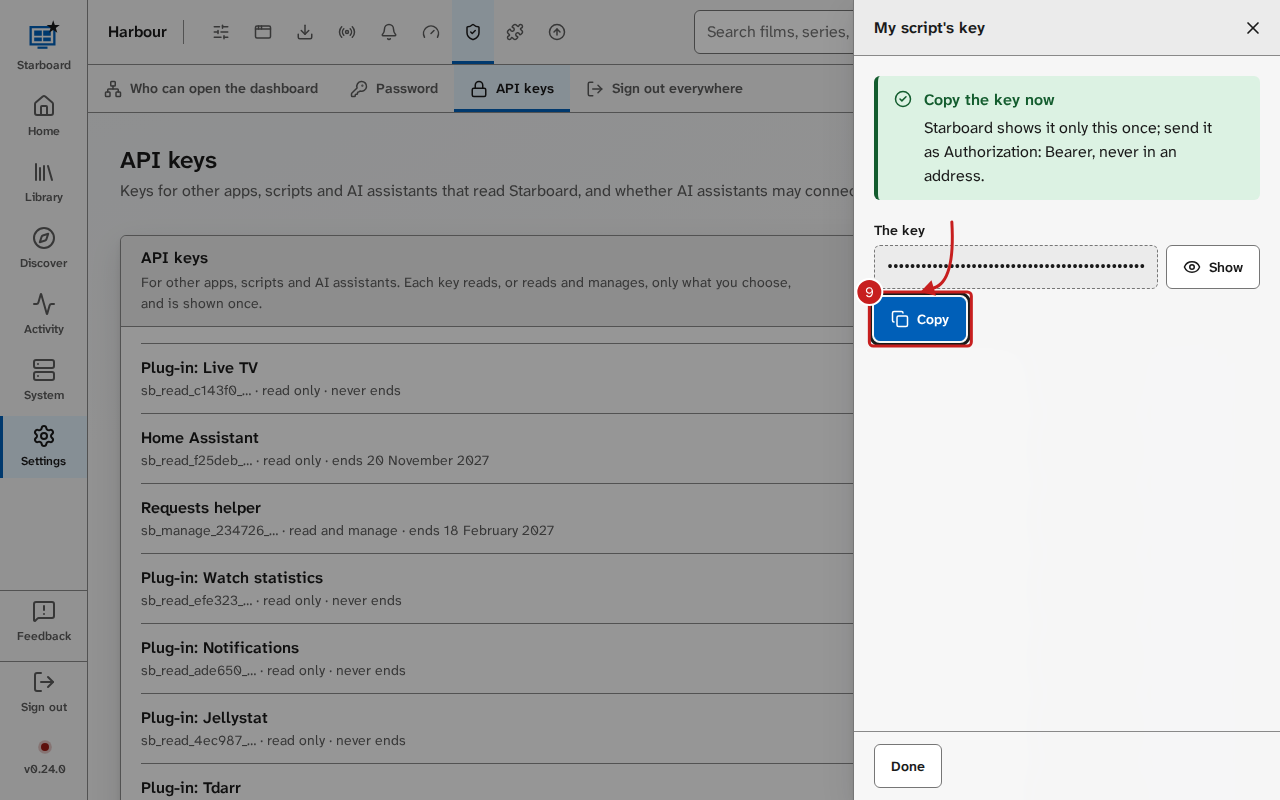 Starboard
Home
Library
Discover
Activity
System
Settings
Feedback
Sign out
v0.24.0
Harbour
Search films, series,
Who can open the dashboard
Password
API keys
Sign out everywhere
API keys
Keys for other apps, scripts and AI assistants that read Starboard, and whether AI assistants may connec
API keys
For other apps, scripts and AI assistants. Each key reads, or reads and manages, only what you choose,
and is shown once.
Plug-in: Live TV
sb_read_c143f0_… · read only · never ends
Home Assistant
sb_read_f25deb_… · read only · ends 20 November 2027
Requests helper
sb_manage_234726_… · read and manage · ends 18 February 2027
Plug-in: Watch statistics
sb_read_efe323_… · read only · never ends
Plug-in: Notifications
sb_read_ade650_… · read only · never ends
Plug-in: Jellystat
sb_read_4ec987_… · read only · never ends
Plug-in: Tdarr
My script's key
Copy the key now
Starboard shows it only this once; send it
as Authorization: Bearer, never in an
address.
The key
Show
9
Copy
Done